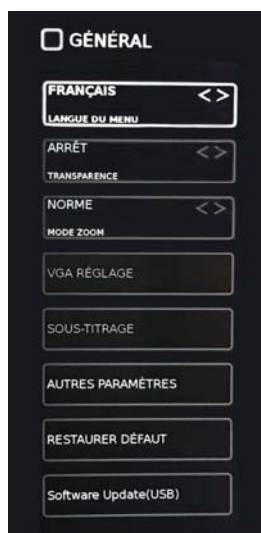 GÉNÉRAL
FRANÇAIS < >
LANGUE DU MENU
ARRÊT < >
TRANSPARENCE
NORME < >
MODE ZOOM
VGA RÉGLAGE
SOUS-TITRAGE
AUTRES PARAMÈTRES
RESTAURER DÉFAUT
Software Update(USB)